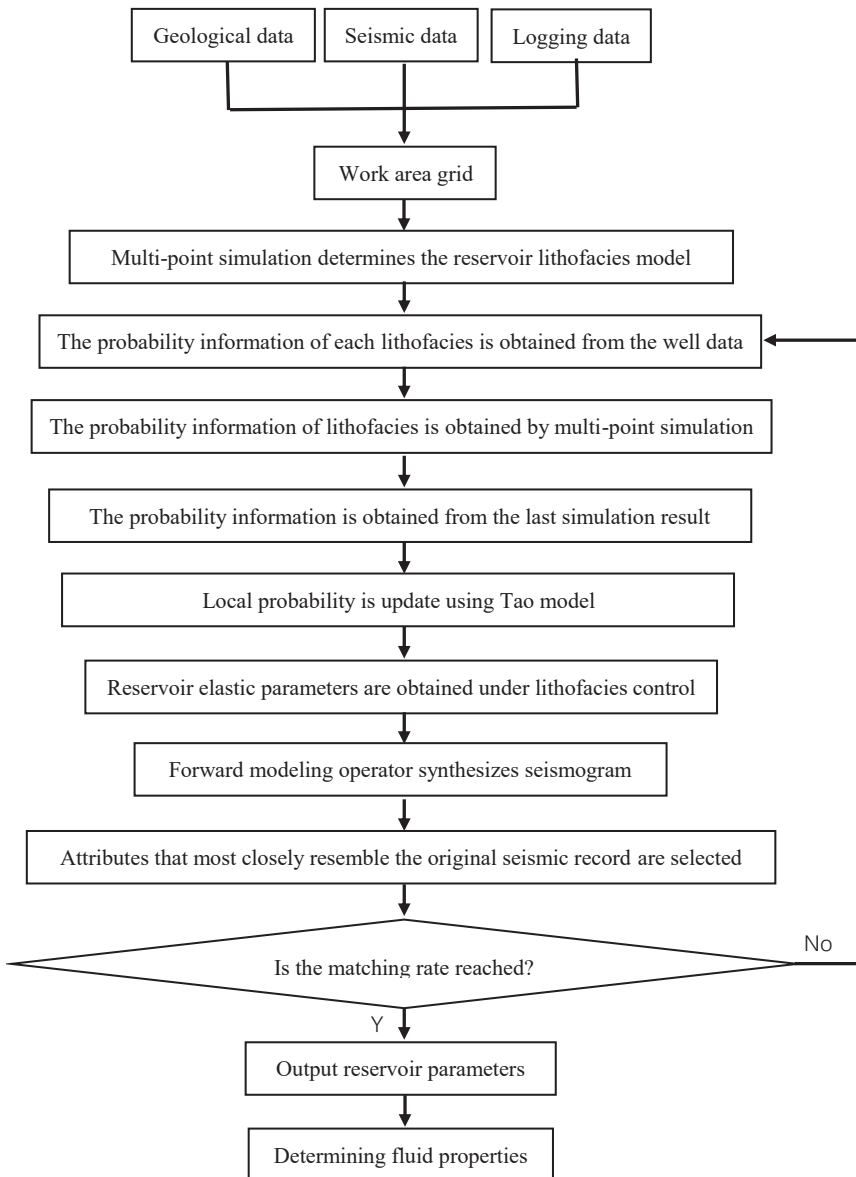 Geological data
Seismic data
Logging data
Work area grid
Multi-point simulation determines the reservoir lithofacies model
The probability information of each lithofacies is obtained from the well data
The probability information of lithofacies is obtained by multi-point simulation
The probability information is obtained from the last simulation result
Local probability is update using Tao model
Reservoir elastic parameters are obtained under lithofacies control
Forward modeling operator synthesizes seismogram
Attributes that most closely resemble the original seismic record are selected
Is the matching rate reached?
No
Y
Output reservoir parameters
Determining fluid properties